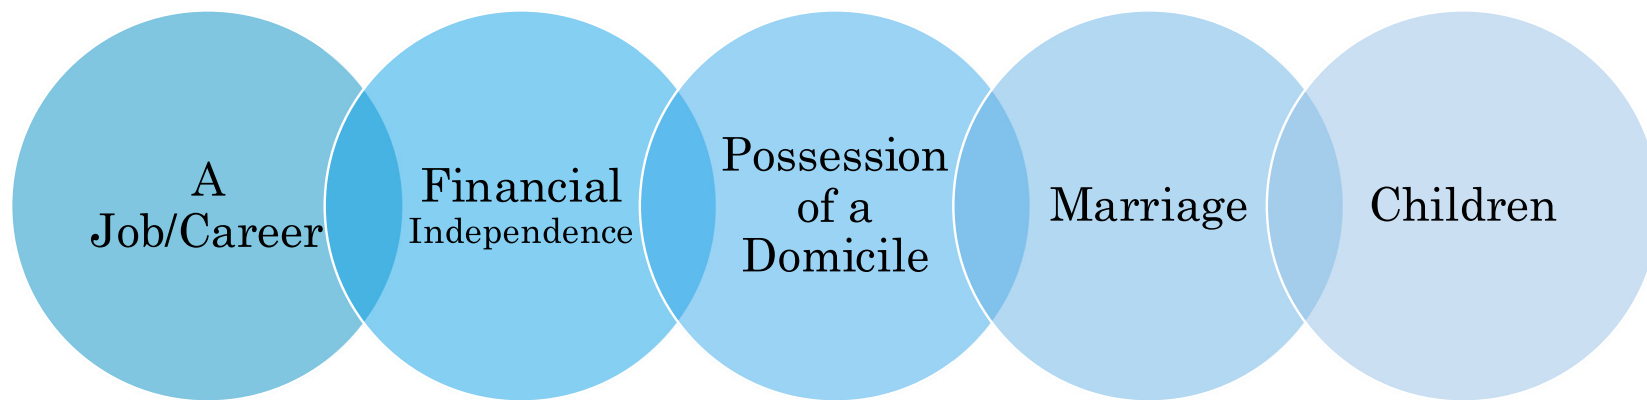 A
Job/Career
Financial
Independence
Possession
of a
Domicile
Marriage
Children